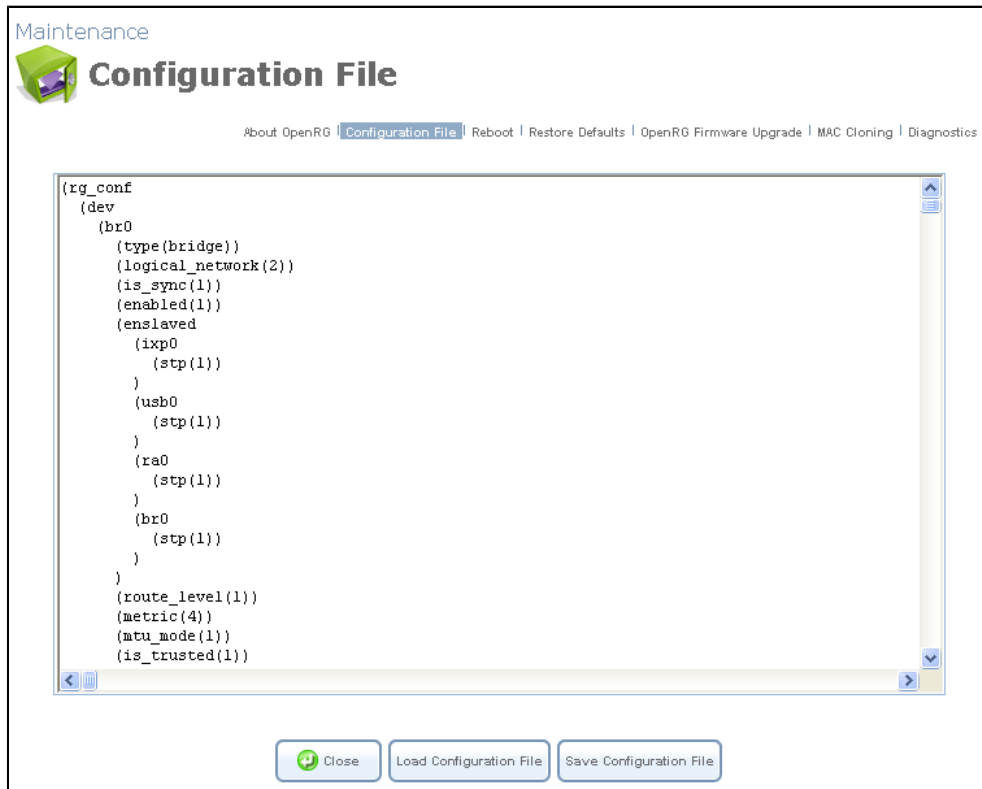 Maintenance
Configuration File
About OpenRG | Configuration File | Reboot | Restore Defaults | OpenRG Firmware Upgrade | MAC Cloning | Diagnostics
(rg_conf
  (dev
    (br0
      (type(bridge))
      (logical_network(2))
      (is_sync(1))
      (enabled(1))
      (enslaved
        (ixp0
          (stp(1))
        )
        (usb0
          (stp(1))
        )
        (ra0
          (stp(1))
        )
        (br0
          (stp(1))
        )
      )
      (route_level(1))
      (metric(4))
      (mtu_mode(1))
      (is_trusted(1))
Close Load Configuration File Save Configuration File